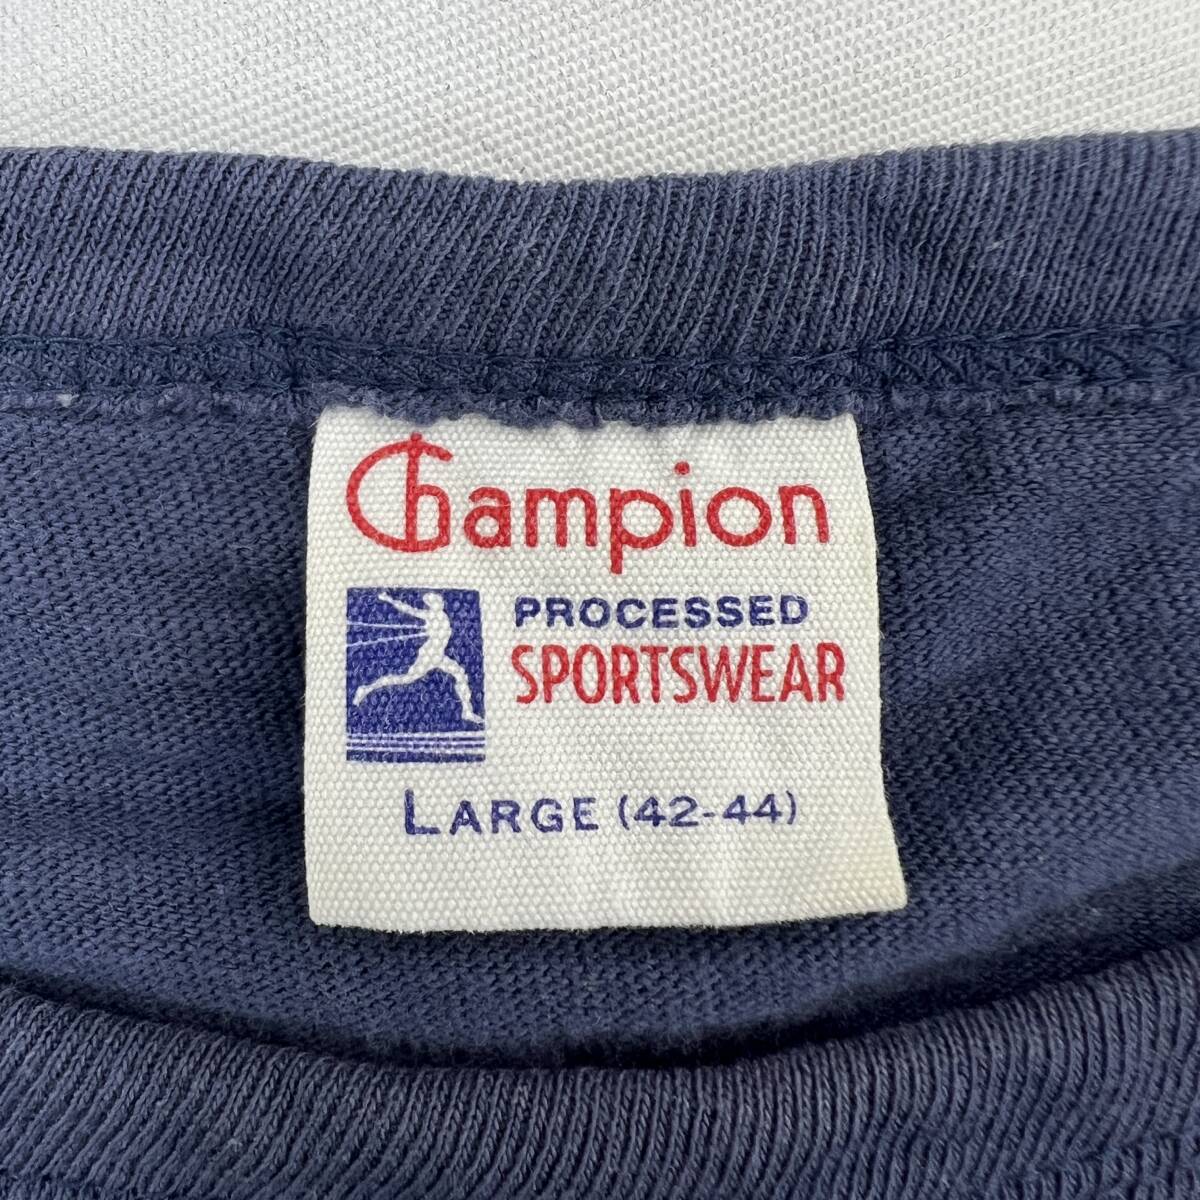 Champion
PROCESSED
SPORTSWEAR
LARGE (42-44)